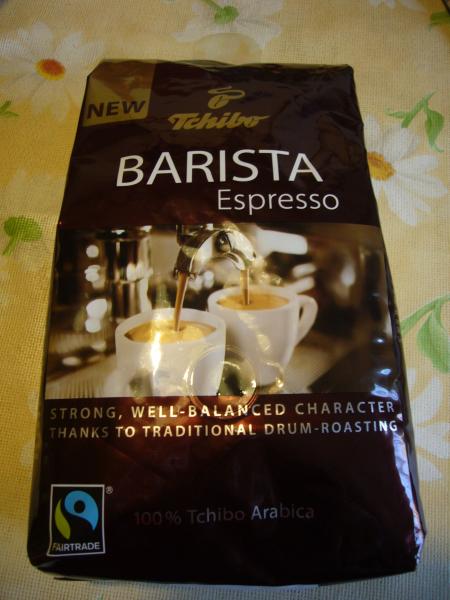 NEW
Tchibo
BARISTA
Espresso
STRONG, WELL-BALANCED CHARACTER
THANKS TO TRADITIONAL DRUM-ROASTING
100% Tchibo Arabica
®
FAIRTRADE